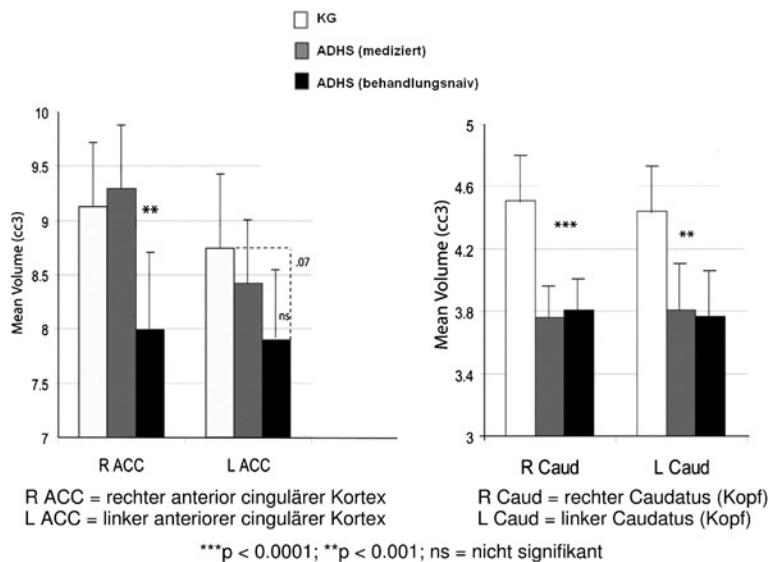 KG
ADHS (mediziert)
ADHS (behandlungsnaiv)
Mean Volume (cc3)
10
9.5
9
8.5
8
7.5
7
**
.07
ns
R ACC
L ACC
Mean Volume (cc3)
5
4.6
4.2
3.8
3.4
3
***
**
R Caud
L Caud
R ACC = rechter anterior cingulärer Kortex
L ACC = linker anteriorer cingulärer Kortex
R Caud = rechter Caudatus (Kopf)
L Caud = linker Caudatus (Kopf)
***p < 0.0001; **p < 0.001; ns = nicht signifikant